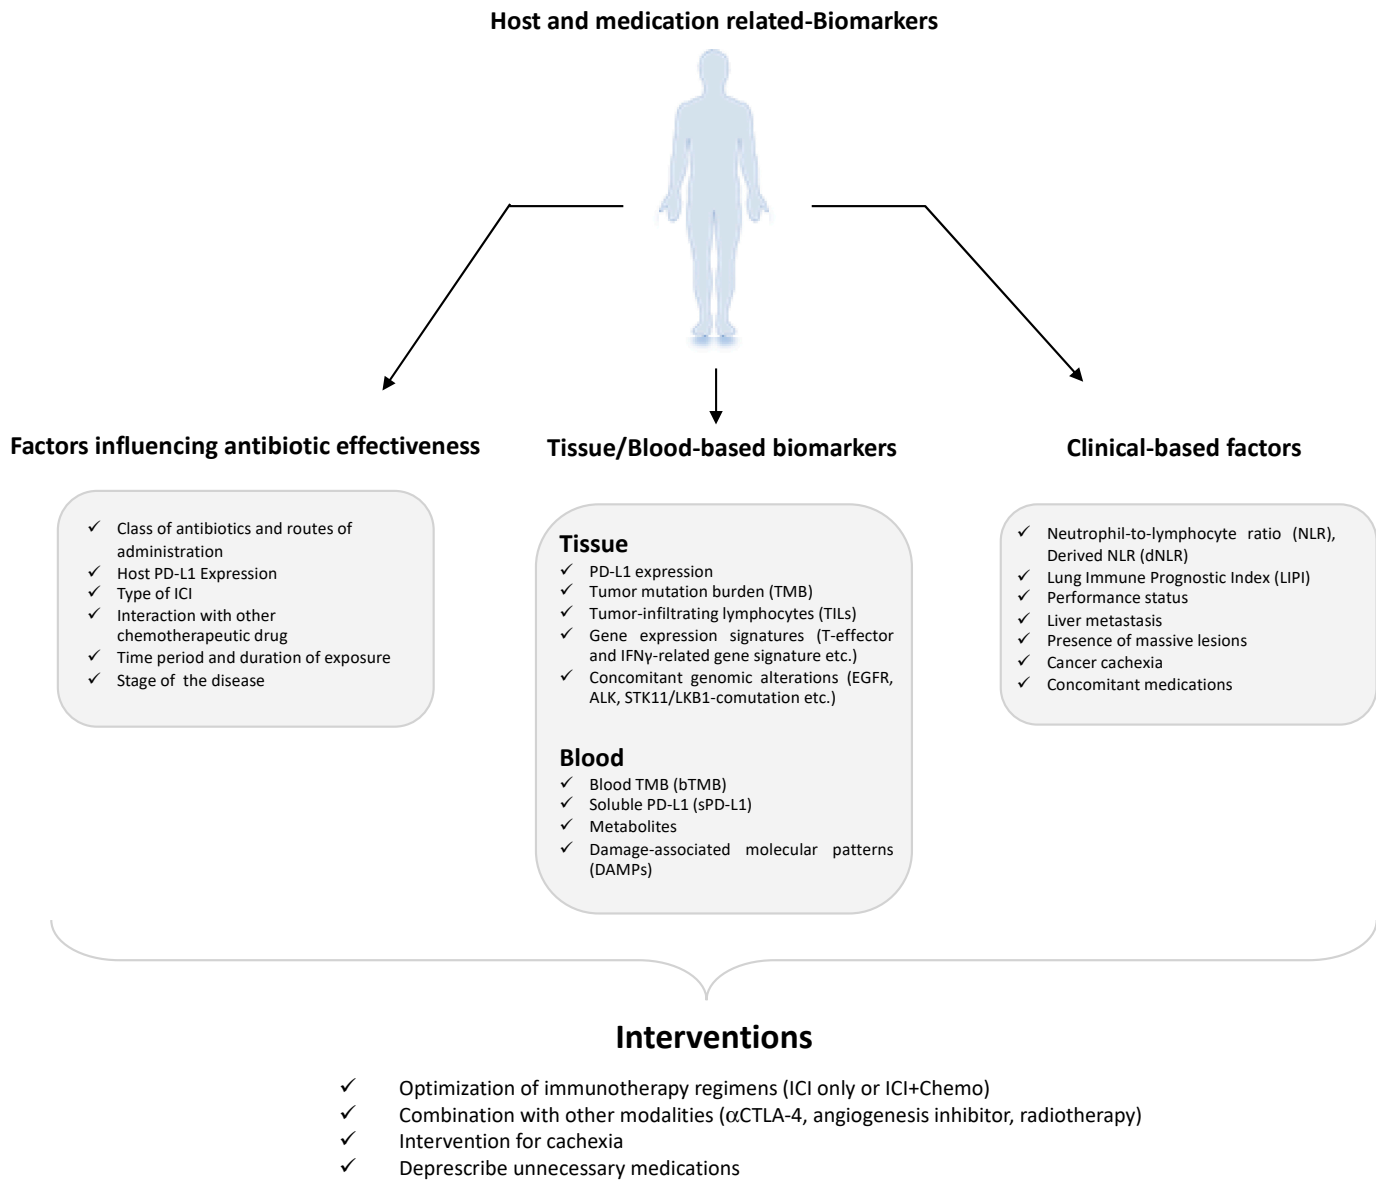 Host and medication related-Biomarkers
Factors influencing antibiotic effectiveness
✓ Class of antibiotics and routes of
administration
✓ Host PD-L1 Expression
✓ Type of ICI
✓ Interaction with other
chemotherapeutic drug
✓ Time period and duration of exposure
✓ Stage of the disease
Tissue/Blood-based biomarkers
Tissue
✓ PD-L1 expression
✓ Tumor mutation burden (TMB)
✓ Tumor-infiltrating lymphocytes (TILs)
✓ Gene expression signatures (T-effector
and IFNγ-related gene signature etc.)
✓ Concomitant genomic alterations (EGFR,
ALK, STK11/LKB1-comutation etc.)
Blood
✓ Blood TMB (bTMB)
✓ Soluble PD-L1 (sPD-L1)
✓ Metabolites
✓ Damage-associated molecular patterns
(DAMPs)
Clinical-based factors
✓ Neutrophil-to-lymphocyte ratio (NLR),
Derived NLR (dNLR)
✓ Lung Immune Prognostic Index (LIPI)
✓ Performance status
✓ Liver metastasis
✓ Presence of massive lesions
✓ Cancer cachexia
✓ Concomitant medications
Interventions
✓ Optimization of immunotherapy regimens (ICI only or ICI+Chemo)
✓ Combination with other modalities (αCTLA-4, angiogenesis inhibitor, radiotherapy)
✓ Intervention for cachexia
✓ Deprescribe unnecessary medications